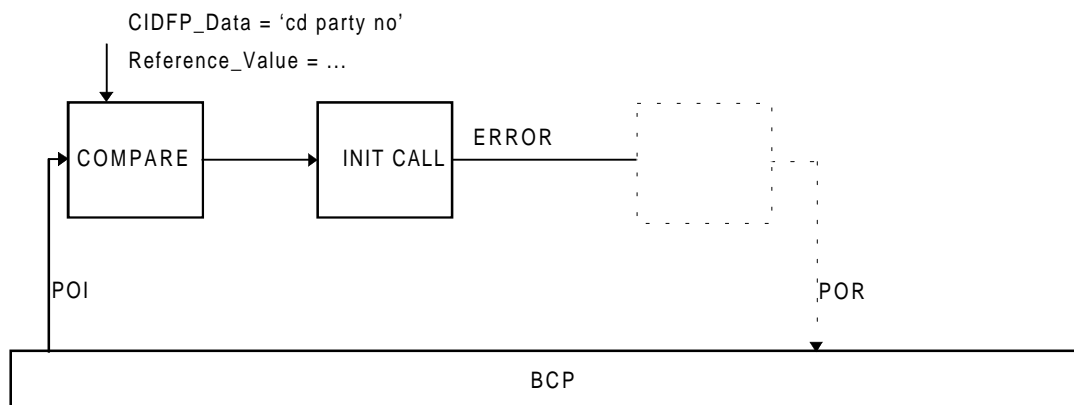 CIDFP_Data = ‘cd party no’
Reference_Value = ...
COMPARE
INIT CALL
ERROR
POI
POR
BCP